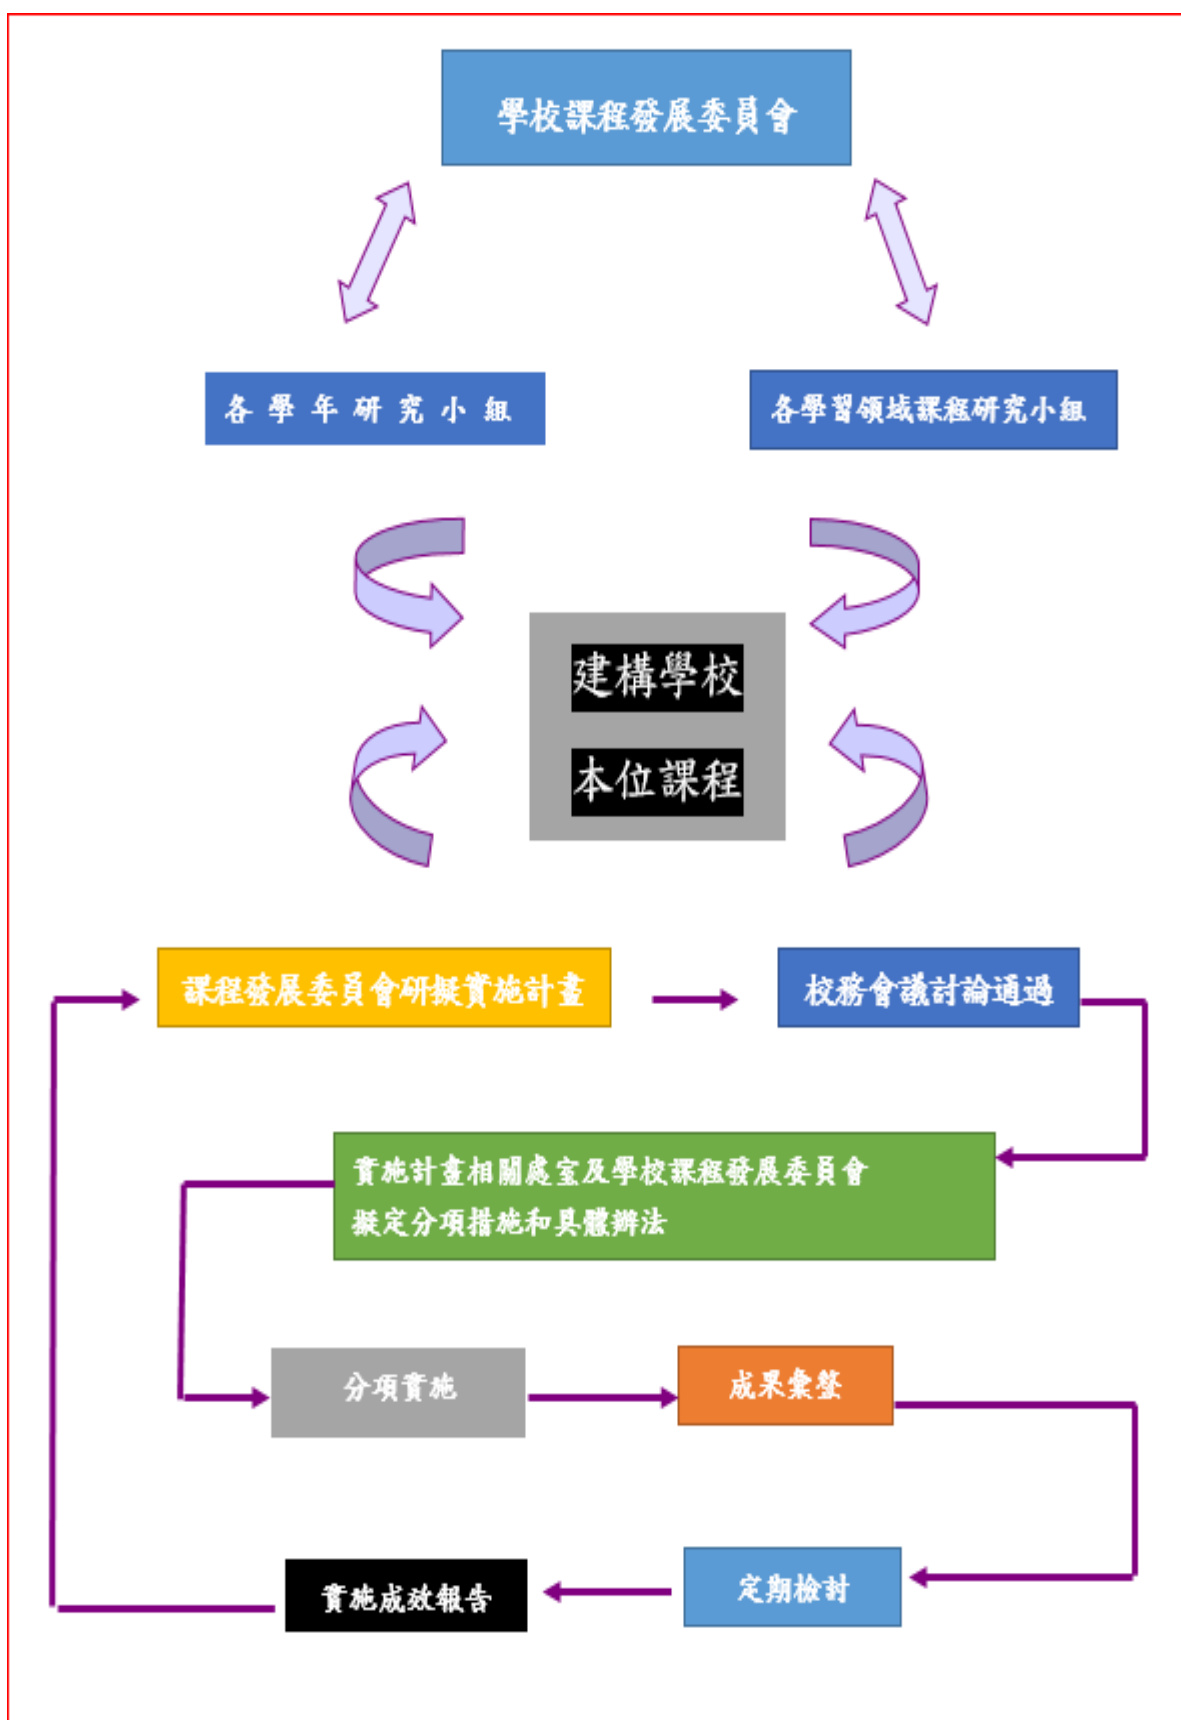 學校課程發展委員會
各學年研究小組
各學習領域課程研究小組
建構學校
本位課程
課程發展委員會研擬實施計畫
校務會議討論通過
實施計畫相關處室及學校課程發展委員會
擬定分項措施和具體辦法
分項實施
成果彙整
定期檢討
實施成效報告